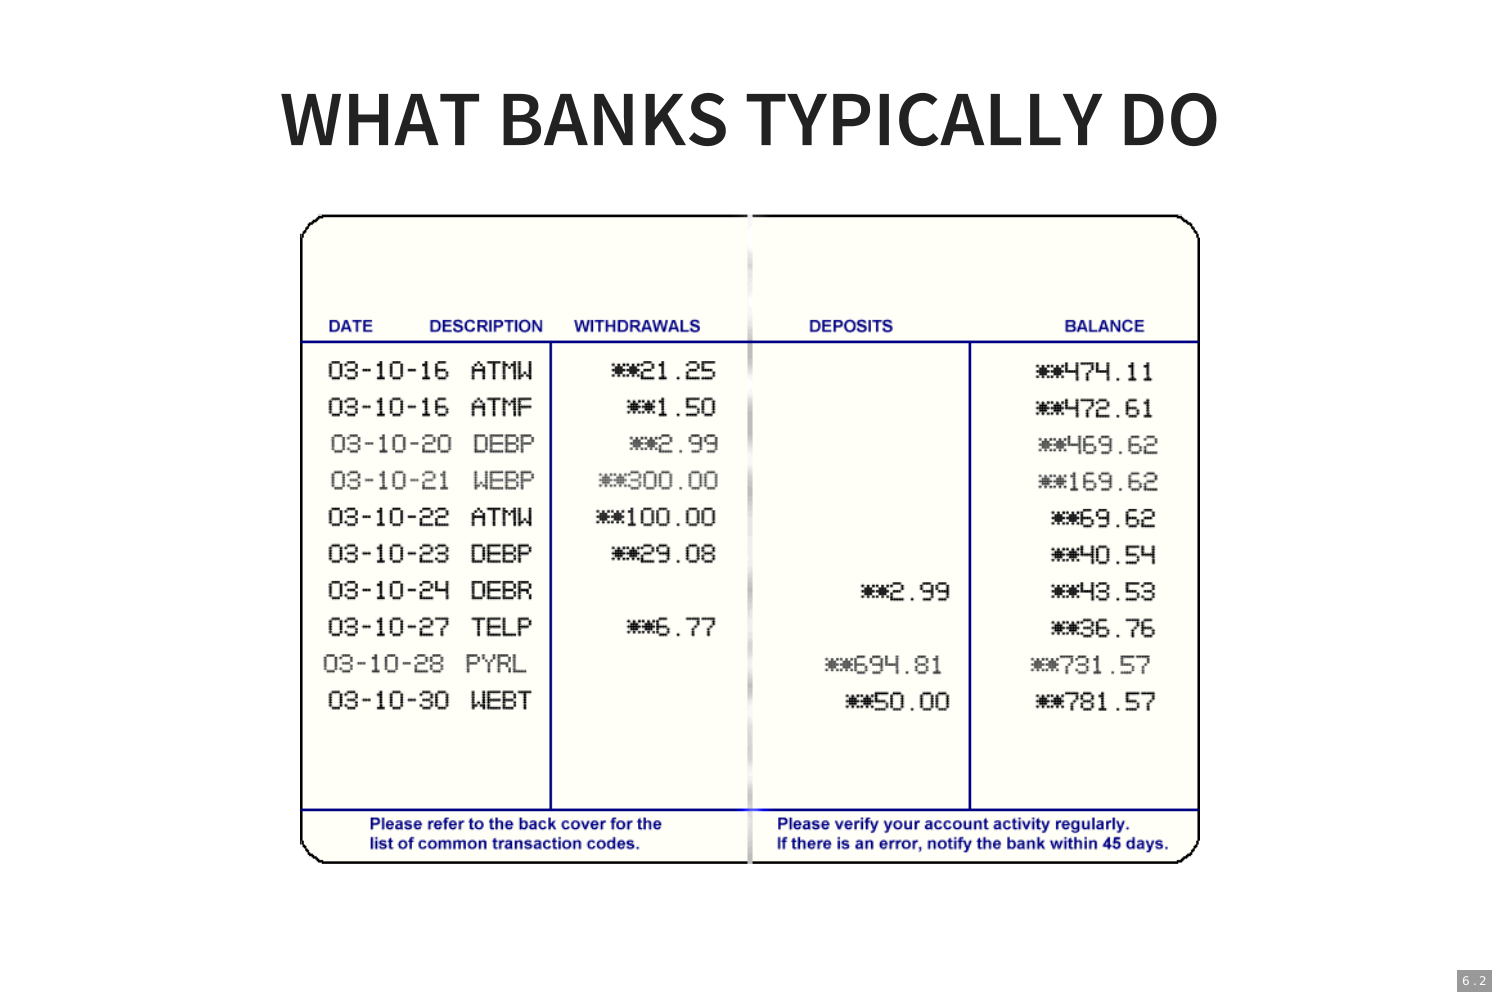 WHAT BANKS TYPICALLY DO
DATE DESCRIPTION WITHDRAWALS DEPOSITS BALANCE
03-10-16 ATMW **21.25 **474.11
03-10-16 ATMF **1.50 **472.61
03-10-20 DEBP **2.99 **469.62
03-10-21 WEBP **300.00 **169.62
03-10-22 ATMW **100.00 **69.62
03-10-23 DEBP **29.08 **40.54
03-10-24 DEBR **2.99 **43.53
03-10-27 TELP **6.77 **36.76
03-10-28 PYRL **694.81 **731.57
03-10-30 WEBT **50.00 **781.57
Please refer to the back cover for the
list of common transaction codes.
Please verify your account activity regularly.
If there is an error, notify the bank within 45 days.
6.2